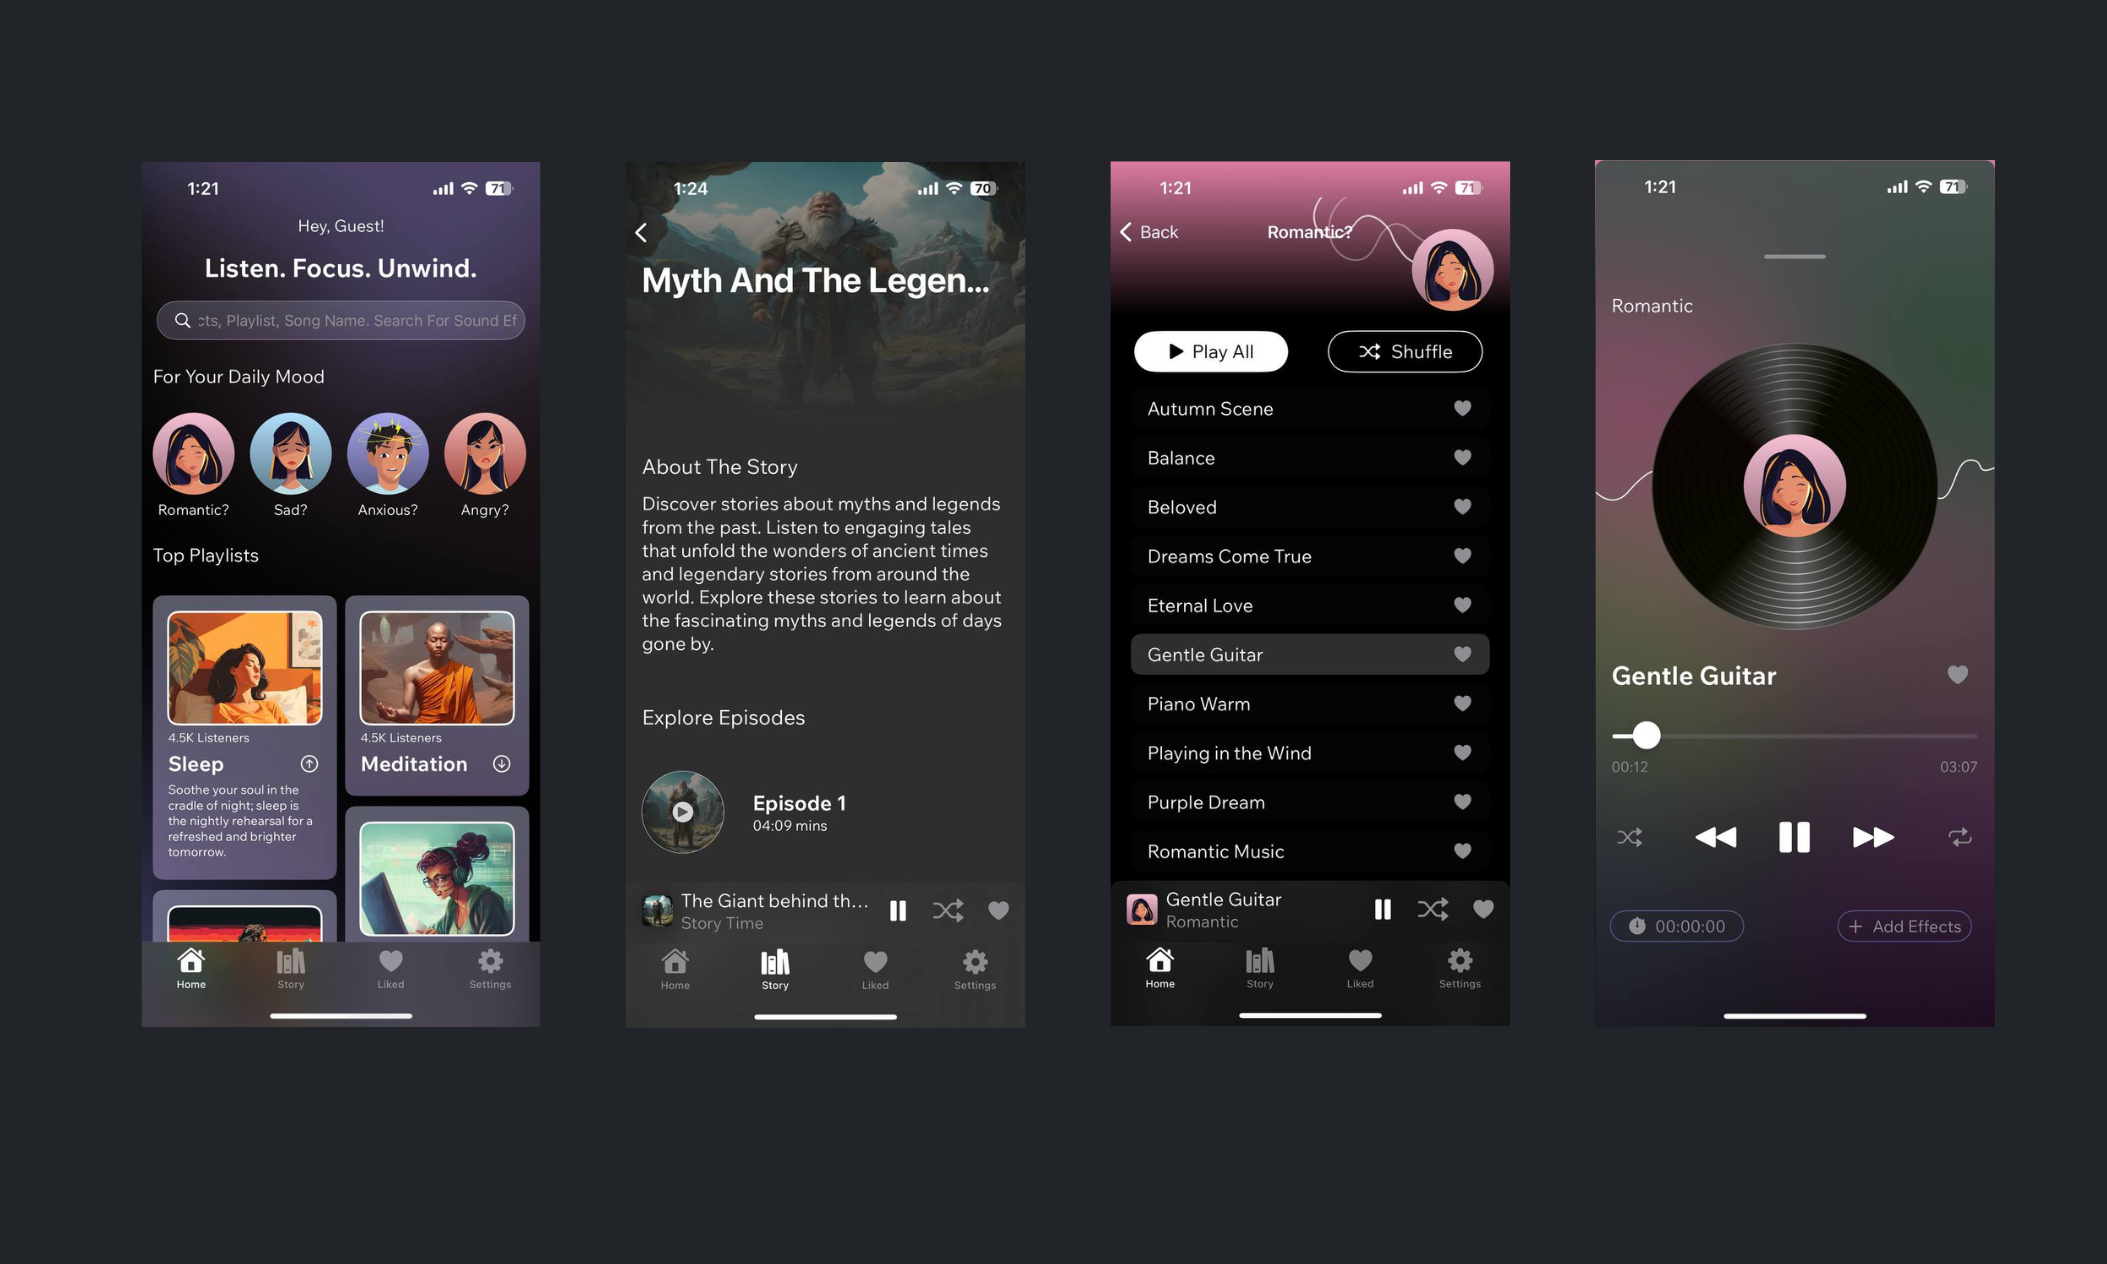 1:21
71
Hey, Guest!
Listen. Focus. Unwind.
cts, Playlist, Song Name. Search For Sound Ef
For Your Daily Mood
Romantic?
Sad?
Anxious?
Angry?
Top Playlists
4.5K Listeners
Sleep
Soothe your soul in the
cradle of night; sleep is
the nightly rehearsal for a
refreshed and brighter
tomorrow.
4.5K Listeners
Meditation
Home
Story
Liked
Settings
1:24
70
Myth And The Legen...
About The Story
Discover stories about myths and legends
from the past. Listen to engaging tales
that unfold the wonders of ancient times
and legendary stories from around the
world. Explore these stories to learn about
the fascinating myths and legends of days
gone by.
Explore Episodes
Episode 1
04:09 mins
The Giant behind th...
Story Time
Home
Story
Liked
Settings
1:21
71
Back
Romantic?
Play All
Shuffle
Autumn Scene
Balance
Beloved
Dreams Come True
Eternal Love
Gentle Guitar
Piano Warm
Playing in the Wind
Purple Dream
Romantic Music
Gentle Guitar
Romantic
Home
Story
Liked
Settings
1:21
71
Romantic
Gentle Guitar
00:12
03:07
00:00:00
+ Add Effects